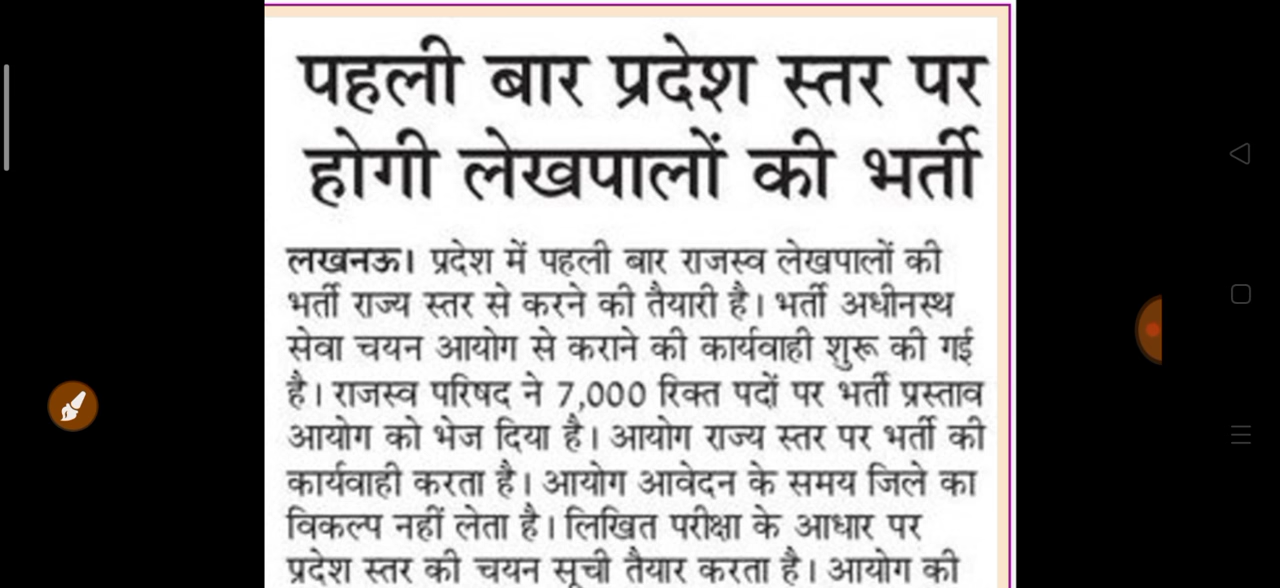 पहली बार प्रदेश स्तर पर
होगी लेखपालों की भर्ती
लखनऊ। प्रदेश में पहली बार राजस्व लेखपालों की
भर्ती राज्य स्तर से करने की तैयारी है। भर्ती अधीनस्थ
सेवा चयन आयोग से कराने की कार्यवाही शुरू की गई
है। राजस्व परिषद ने 7,000 रिक्त पदों पर भर्ती प्रस्ताव
आयोग को भेज दिया है। आयोग राज्य स्तर पर भर्ती की
कार्यवाही करता है। आयोग आवेदन के समय जिले का
विकल्प नहीं लेता है। लिखित परीक्षा के आधार पर
प्रदेश स्तर की चयन सूची तैयार करता है। आयोग की